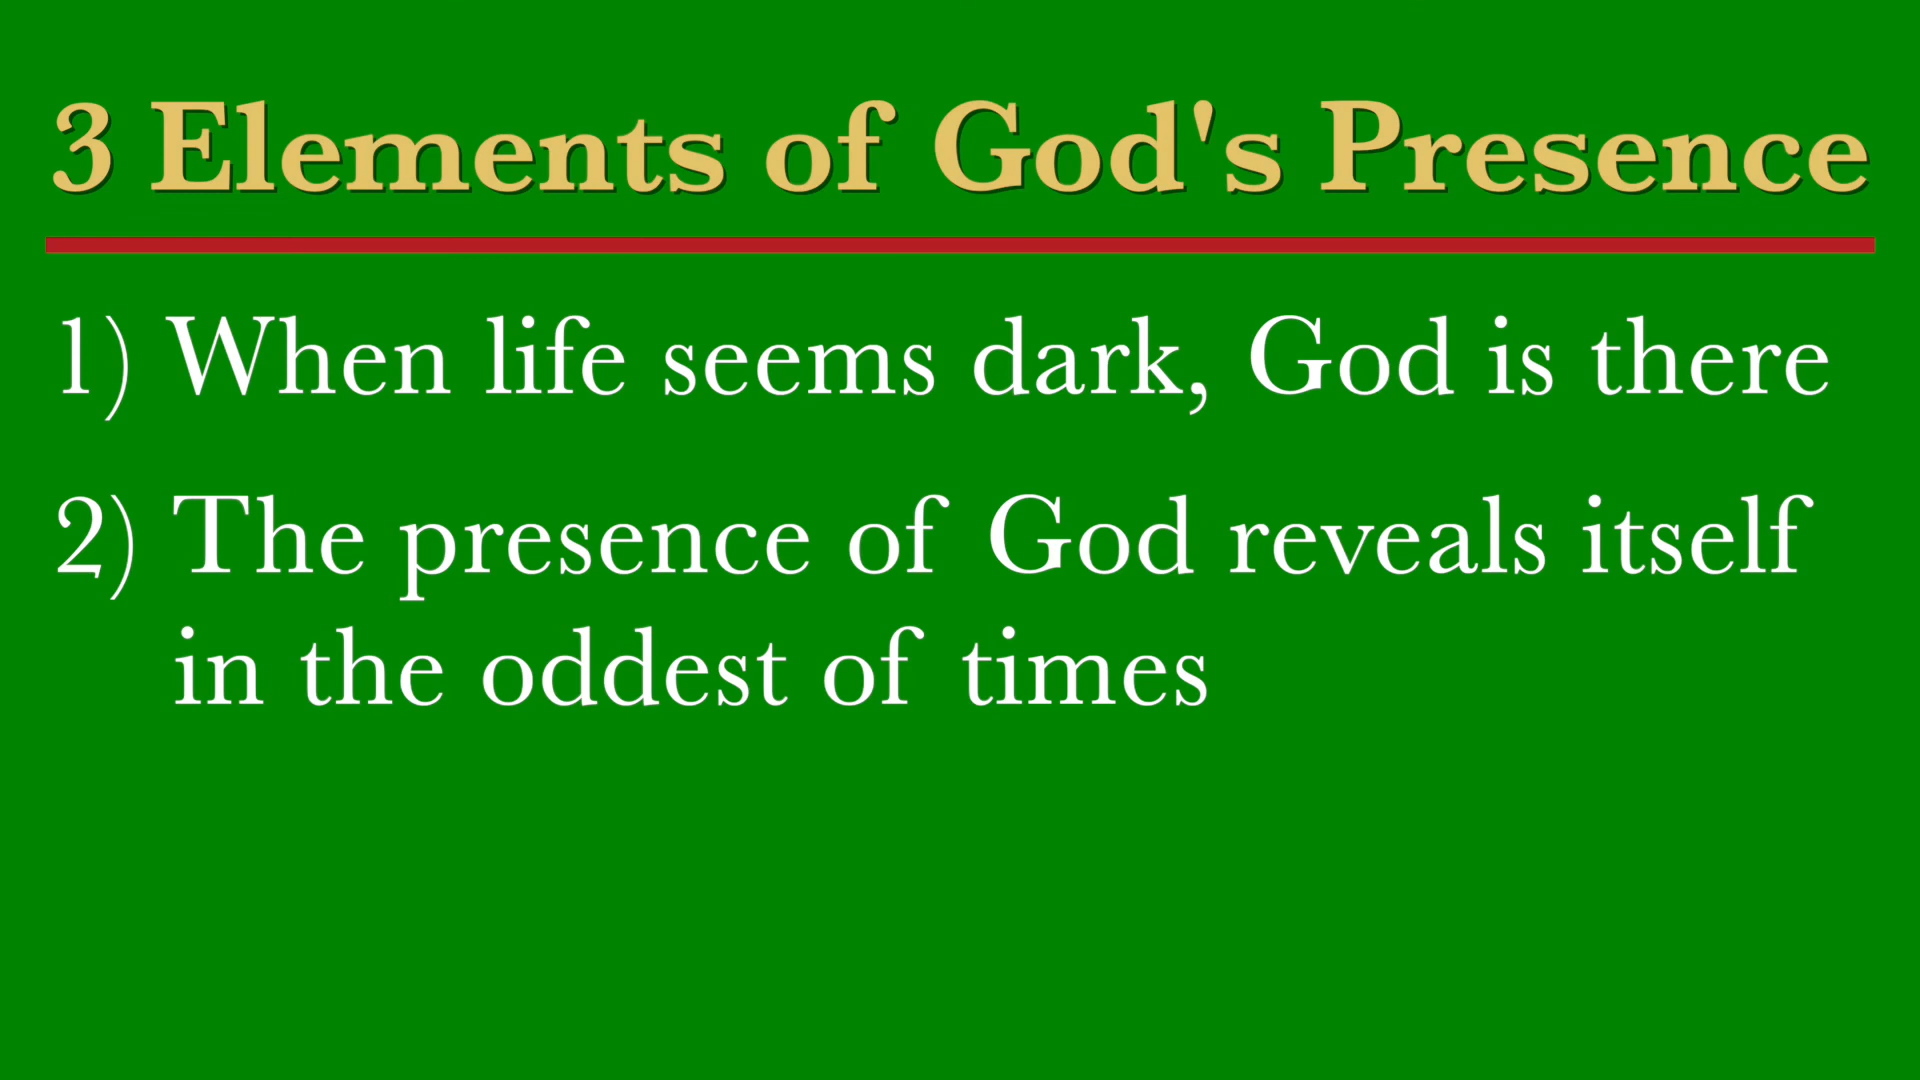 3 Elements of God's Presence
1) When life seems dark, God is there
2) The presence of God reveals itself
in the oddest of times